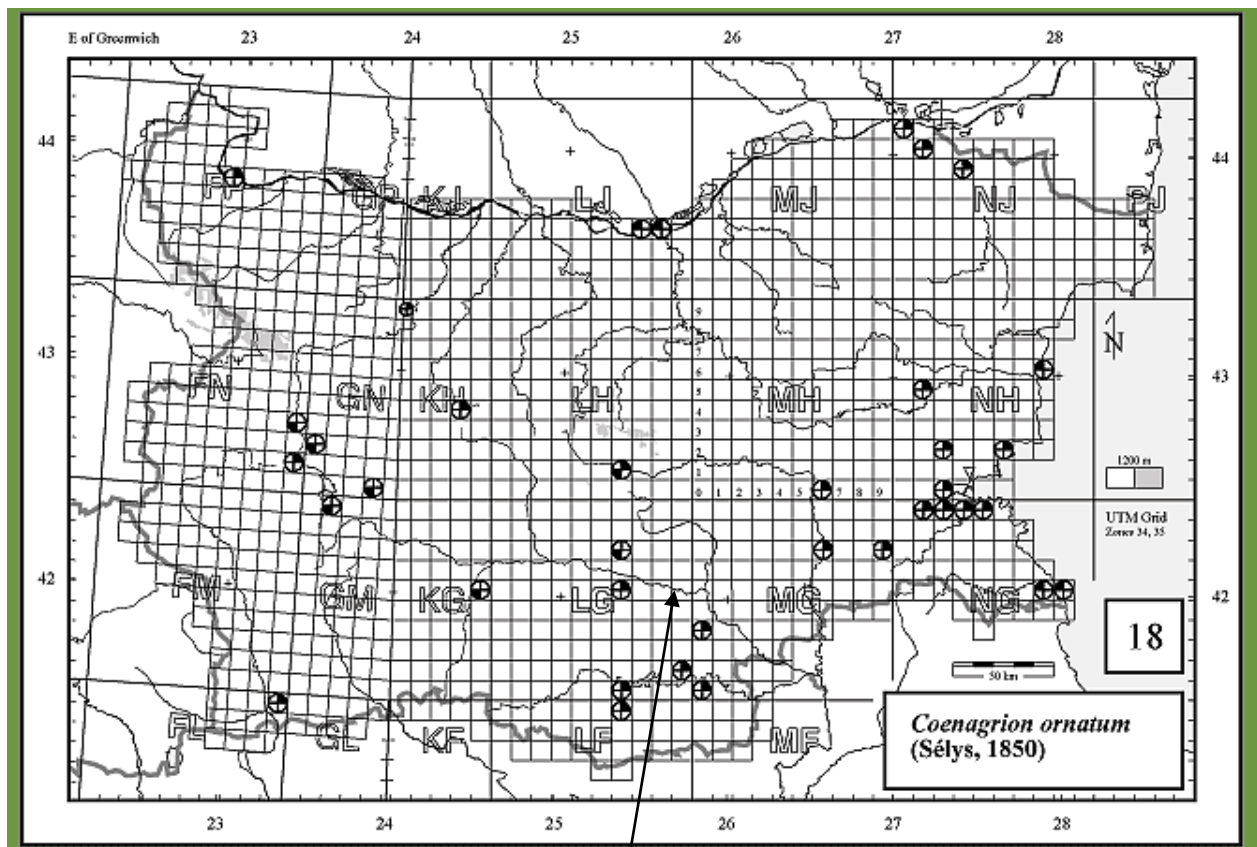 E of Greenwich 23 24 25 26 27 28
44 44
FP GP KJ LJ MJ NJ PJ
9
7
43 6 43
5
FN GN KH LH 4 MH NH
3
2
1
0 1 2 3 4 5 7 8 9
N
1200 m
UTM Grid
Zones 34, 35
42 42
FM GM KG LG MG NG
18
50 km
FL GL KF LF MF
Coenagrion ornatum
(Sélys, 1850)
23 24 25 26 27 28